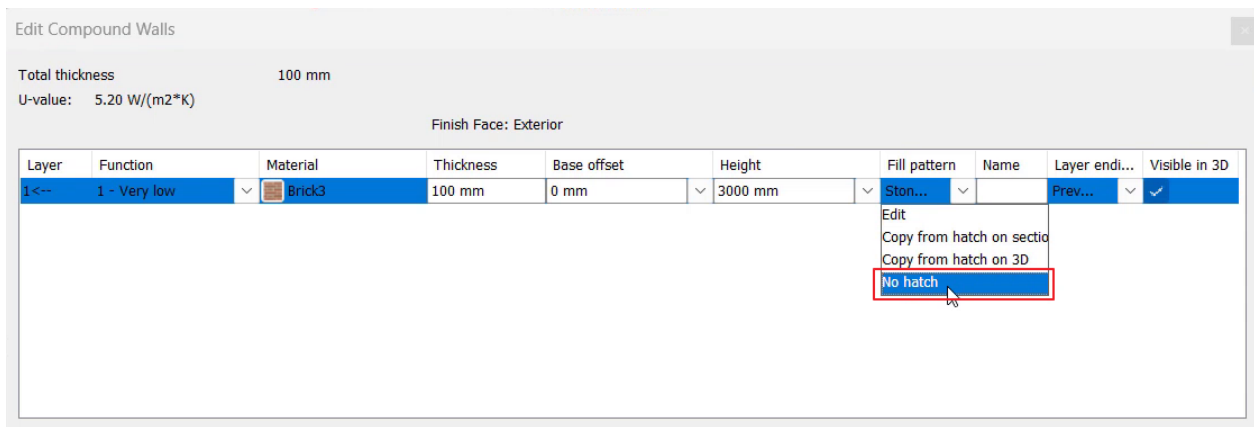 Edit Compound Walls
Total thickness 100 mm
U-value: 5.20 W/(m2*K)
Finish Face: Exterior
Layer Function Material Thickness Base offset Height Fill pattern Name Layer endi... Visible in 3D
1<-- 1 - Very low Brick3 100 mm 0 mm 3000 mm Ston... Prev...
Edit
Copy from hatch on sectio
Copy from hatch on 3D
No hatch